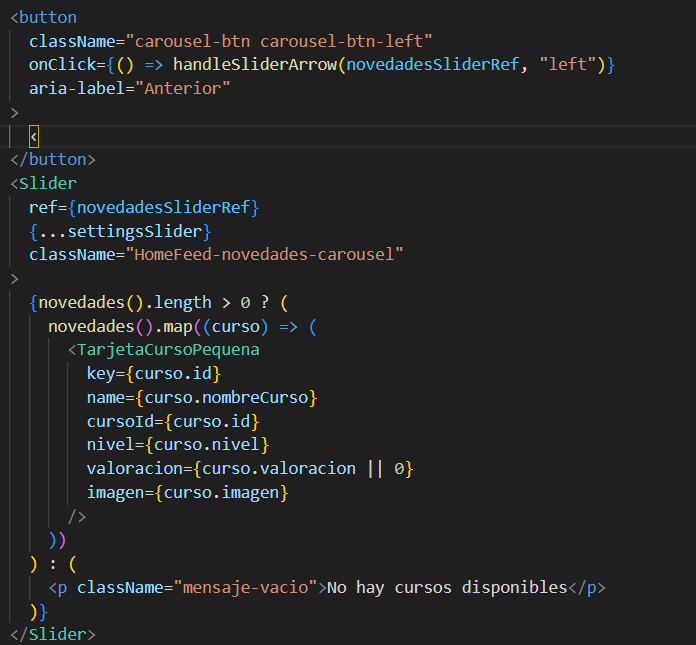 <button
className="carousel-btn carousel-btn-left"
onClick={() => handleSliderArrow(novedadesSliderRef, "left")}
aria-label="Anterior"
>
‹
</button>
<Slider
ref={novedadesSliderRef}
{...settingsSlider}
className="HomeFeed-novedades-carousel"
>
{novedades().length > 0 ? (
novedades().map((curso) => (
<TarjetaCursoPequena
key={curso.id}
name={curso.nombreCurso}
cursoId={curso.id}
nivel={curso.nivel}
valoracion={curso.valoracion || 0}
imagen={curso.imagen}
/>
))
) : (
<p className="mensaje-vacio">No hay cursos disponibles</p>
)}
</Slider>